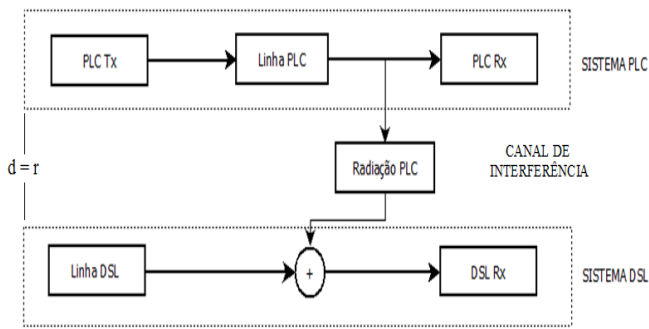 PLC Tx
Linha PLC
PLC Rx
SISTEMA PLC
d = r
Radiação PLC
CANAL DE
INTERFERÊNCIA
Linha DSL
+
DSL Rx
SISTEMA DSL